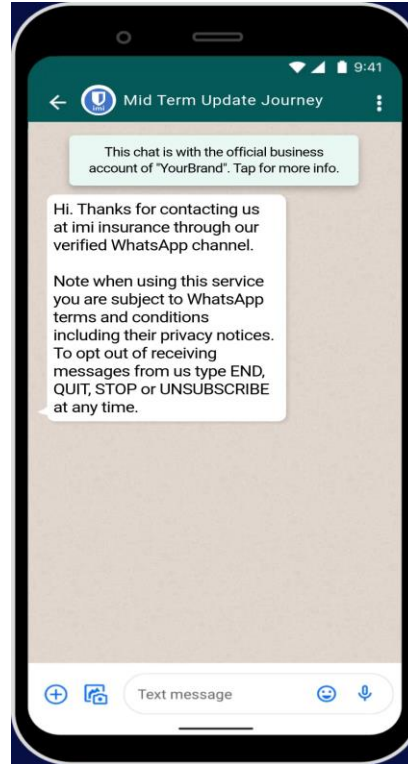 9:41
imi
Mid Term Update Journey
This chat is with the official business
account of "YourBrand". Tap for more info.
Hi. Thanks for contacting us
at imi insurance through our
verified WhatsApp channel.
Note when using this service
you are subject to WhatsApp
terms and conditions
including their privacy notices.
To opt out of receiving
messages from us type END,
QUIT, STOP or UNSUBSCRIBE
at any time.
Text message